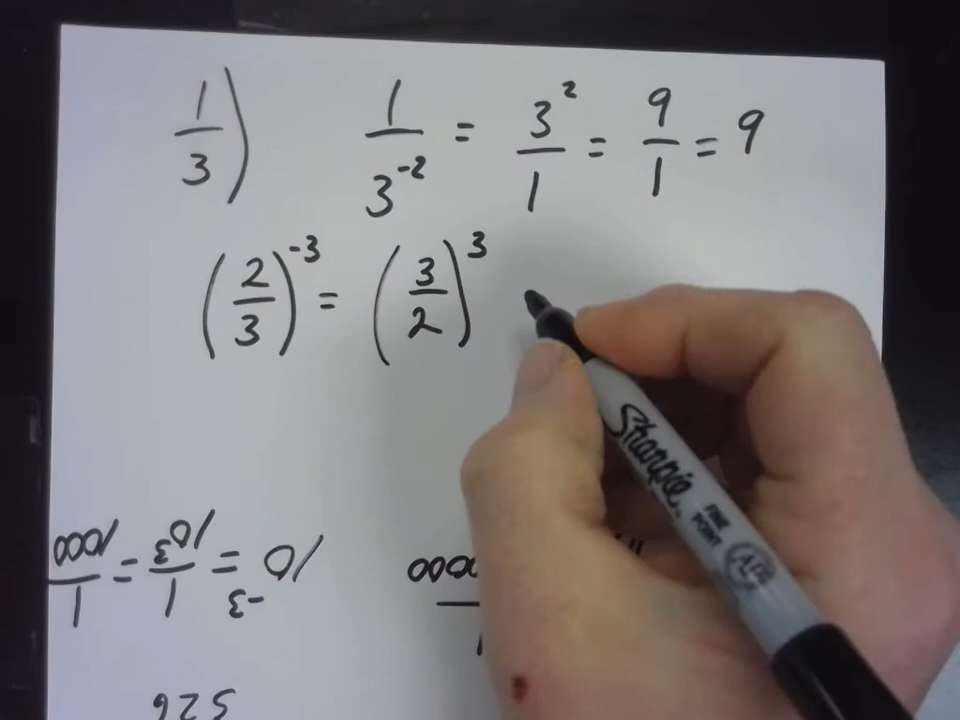 1/3) 1/3^-2 = 3^2/1 = 9/1 = 9
(2/3)^-3 = (3/2)^3
10^-3 = 1/10^3 = 1/1000
Sharpie.
FINE
POINT